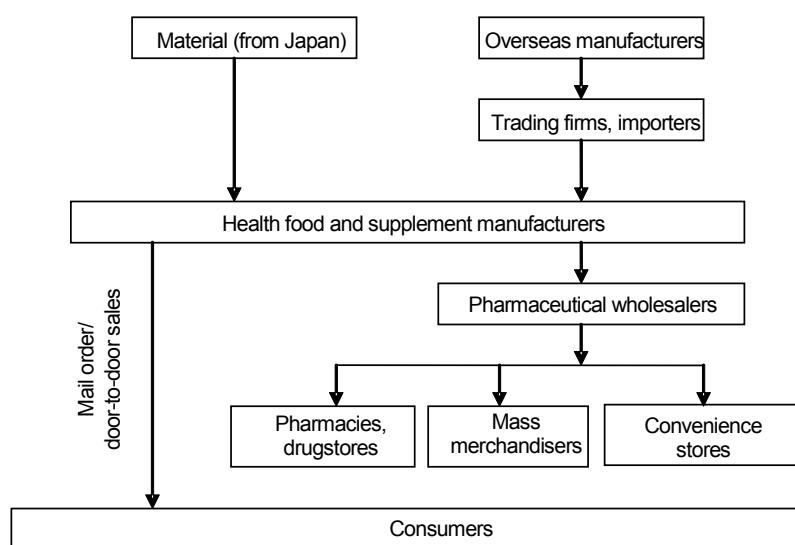 Material (from Japan)
Overseas manufacturers
Trading firms, importers
Health food and supplement manufacturers
Pharmaceutical wholesalers
Mail order/
door-to-door sales
Pharmacies,
drugstores
Mass
merchandisers
Convenience
stores
Consumers